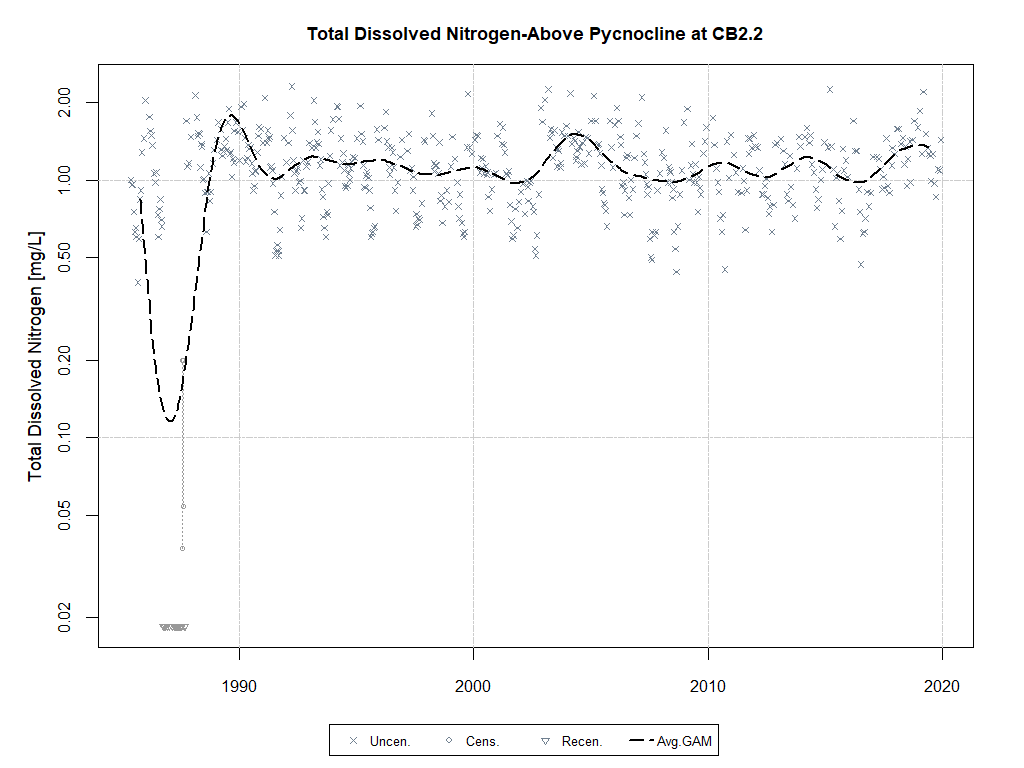 Total Dissolved Nitrogen-Above Pycnocline at CB2.2
Total Dissolved Nitrogen [mg/L]
2.00
1.00
0.50
0.20
0.10
0.05
0.02
1990 2000 2010 2020
Uncen. Cens. Recen. Avg.GAM